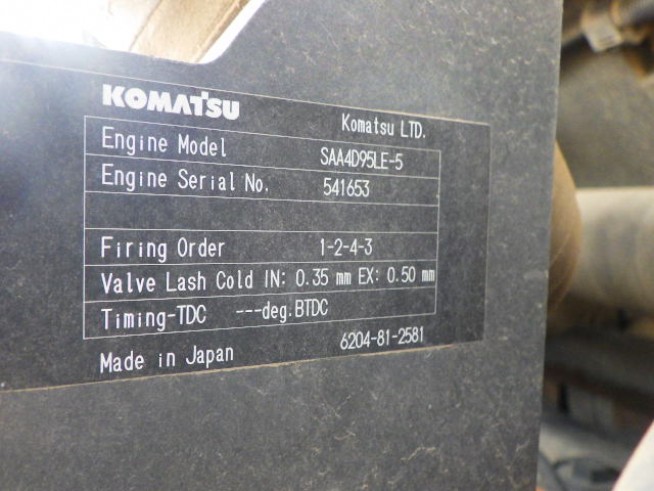 KOMATSU
Komatsu LTD.
Engine Model SAA4D95LE-5
Engine Serial No. 541653
Firing Order 1-2-4-3
Valve Lash Cold IN: 0.35 mm EX: 0.50 mm
Timing-TDC ---deg.BTDC
Made in Japan 6204-81-2581